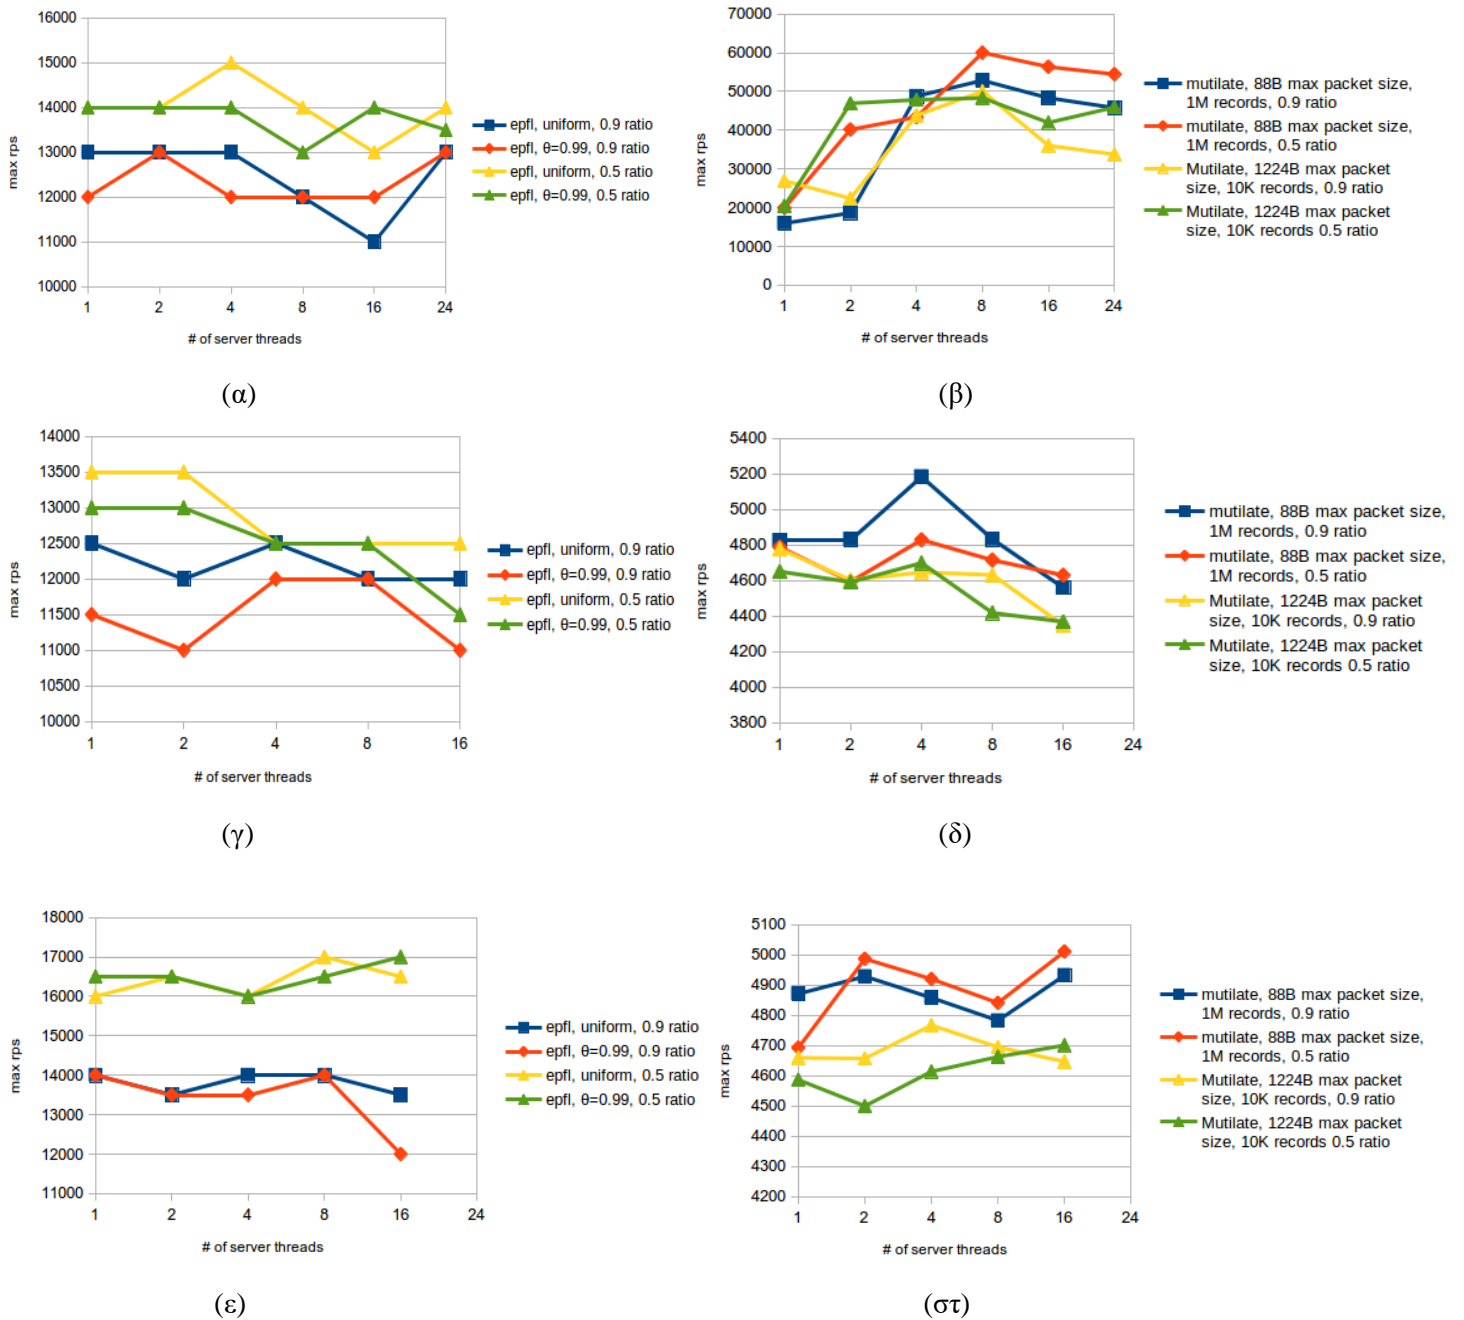 16000
15000
14000
13000
12000
11000
10000
max rps
1 2 4 8 16 24
# of server threads
epfl, uniform, 0.9 ratio
epfl, θ=0.99, 0.9 ratio
epfl, uniform, 0.5 ratio
epfl, θ=0.99, 0.5 ratio
(α)
70000
60000
50000
40000
30000
20000
10000
0
max rps
1 2 4 8 16 24
# of server threads
mutilate, 88B max packet size,
1M records, 0.9 ratio
mutilate, 88B max packet size,
1M records, 0.5 ratio
Mutilate, 1224B max packet
size, 10K records, 0.9 ratio
Mutilate, 1224B max packet
size, 10K records 0.5 ratio
(β)
14000
13500
13000
12500
12000
11500
11000
10500
10000
max rps
1 2 4 8 16
# of server threads
epfl, uniform, 0.9 ratio
epfl, θ=0.99, 0.9 ratio
epfl, uniform, 0.5 ratio
epfl, θ=0.99, 0.5 ratio
(γ)
5400
5200
5000
4800
4600
4400
4200
4000
3800
max rps
1 2 4 8 16 24
# of server threads
mutilate, 88B max packet size,
1M records, 0.9 ratio
mutilate, 88B max packet size,
1M records, 0.5 ratio
Mutilate, 1224B max packet
size, 10K records, 0.9 ratio
Mutilate, 1224B max packet
size, 10K records 0.5 ratio
(δ)
18000
17000
16000
15000
14000
13000
12000
11000
max rps
1 2 4 8 16 24
# of server threads
epfl, uniform, 0.9 ratio
epfl, θ=0.99, 0.9 ratio
epfl, uniform, 0.5 ratio
epfl, θ=0.99, 0.5 ratio
(ε)
5100
5000
4900
4800
4700
4600
4500
4400
4300
4200
max rps
1 2 4 8 16 24
# of server threads
mutilate, 88B max packet size,
1M records, 0.9 ratio
mutilate, 88B max packet size,
1M records, 0.5 ratio
Mutilate, 1224B max packet
size, 10K records, 0.9 ratio
Mutilate, 1224B max packet
size, 10K records 0.5 ratio
(στ)